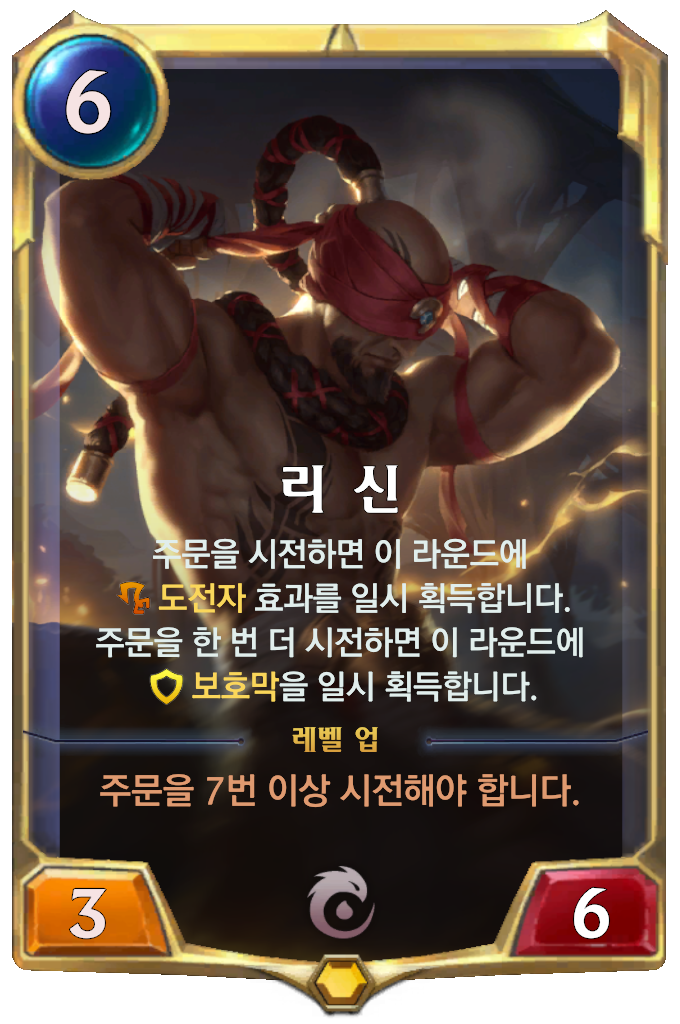 6
리 신
주문을 시전하면 이 라운드에
도전자 효과를 일시 획득합니다.
주문을 한 번 더 시전하면 이 라운드에
보호막을 일시 획득합니다.
레벨 업
주문을 7번 이상 시전해야 합니다.
3
6